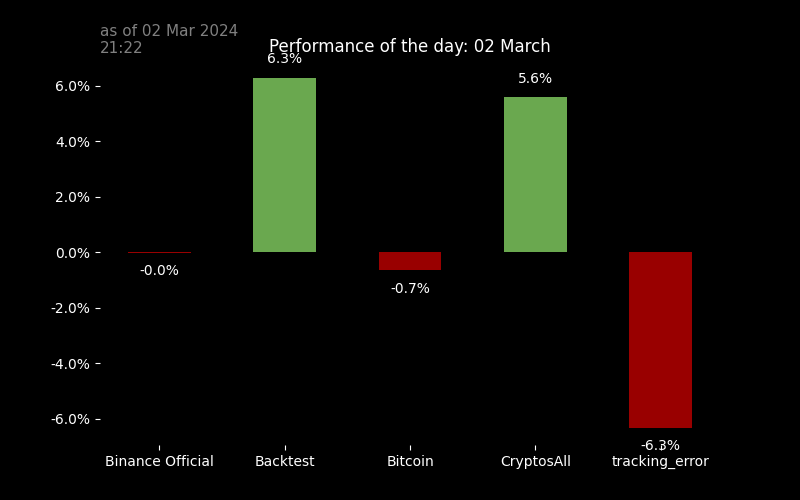 as of 02 Mar 2024
21:22
Performance of the day: 02 March
6.3%
5.6%
6.0%
4.0%
2.0%
0.0%
-0.0%
-0.7%
-2.0%
-4.0%
-6.0%
-6.3%
Binance Official
Backtest
Bitcoin
CryptosAll
tracking_error